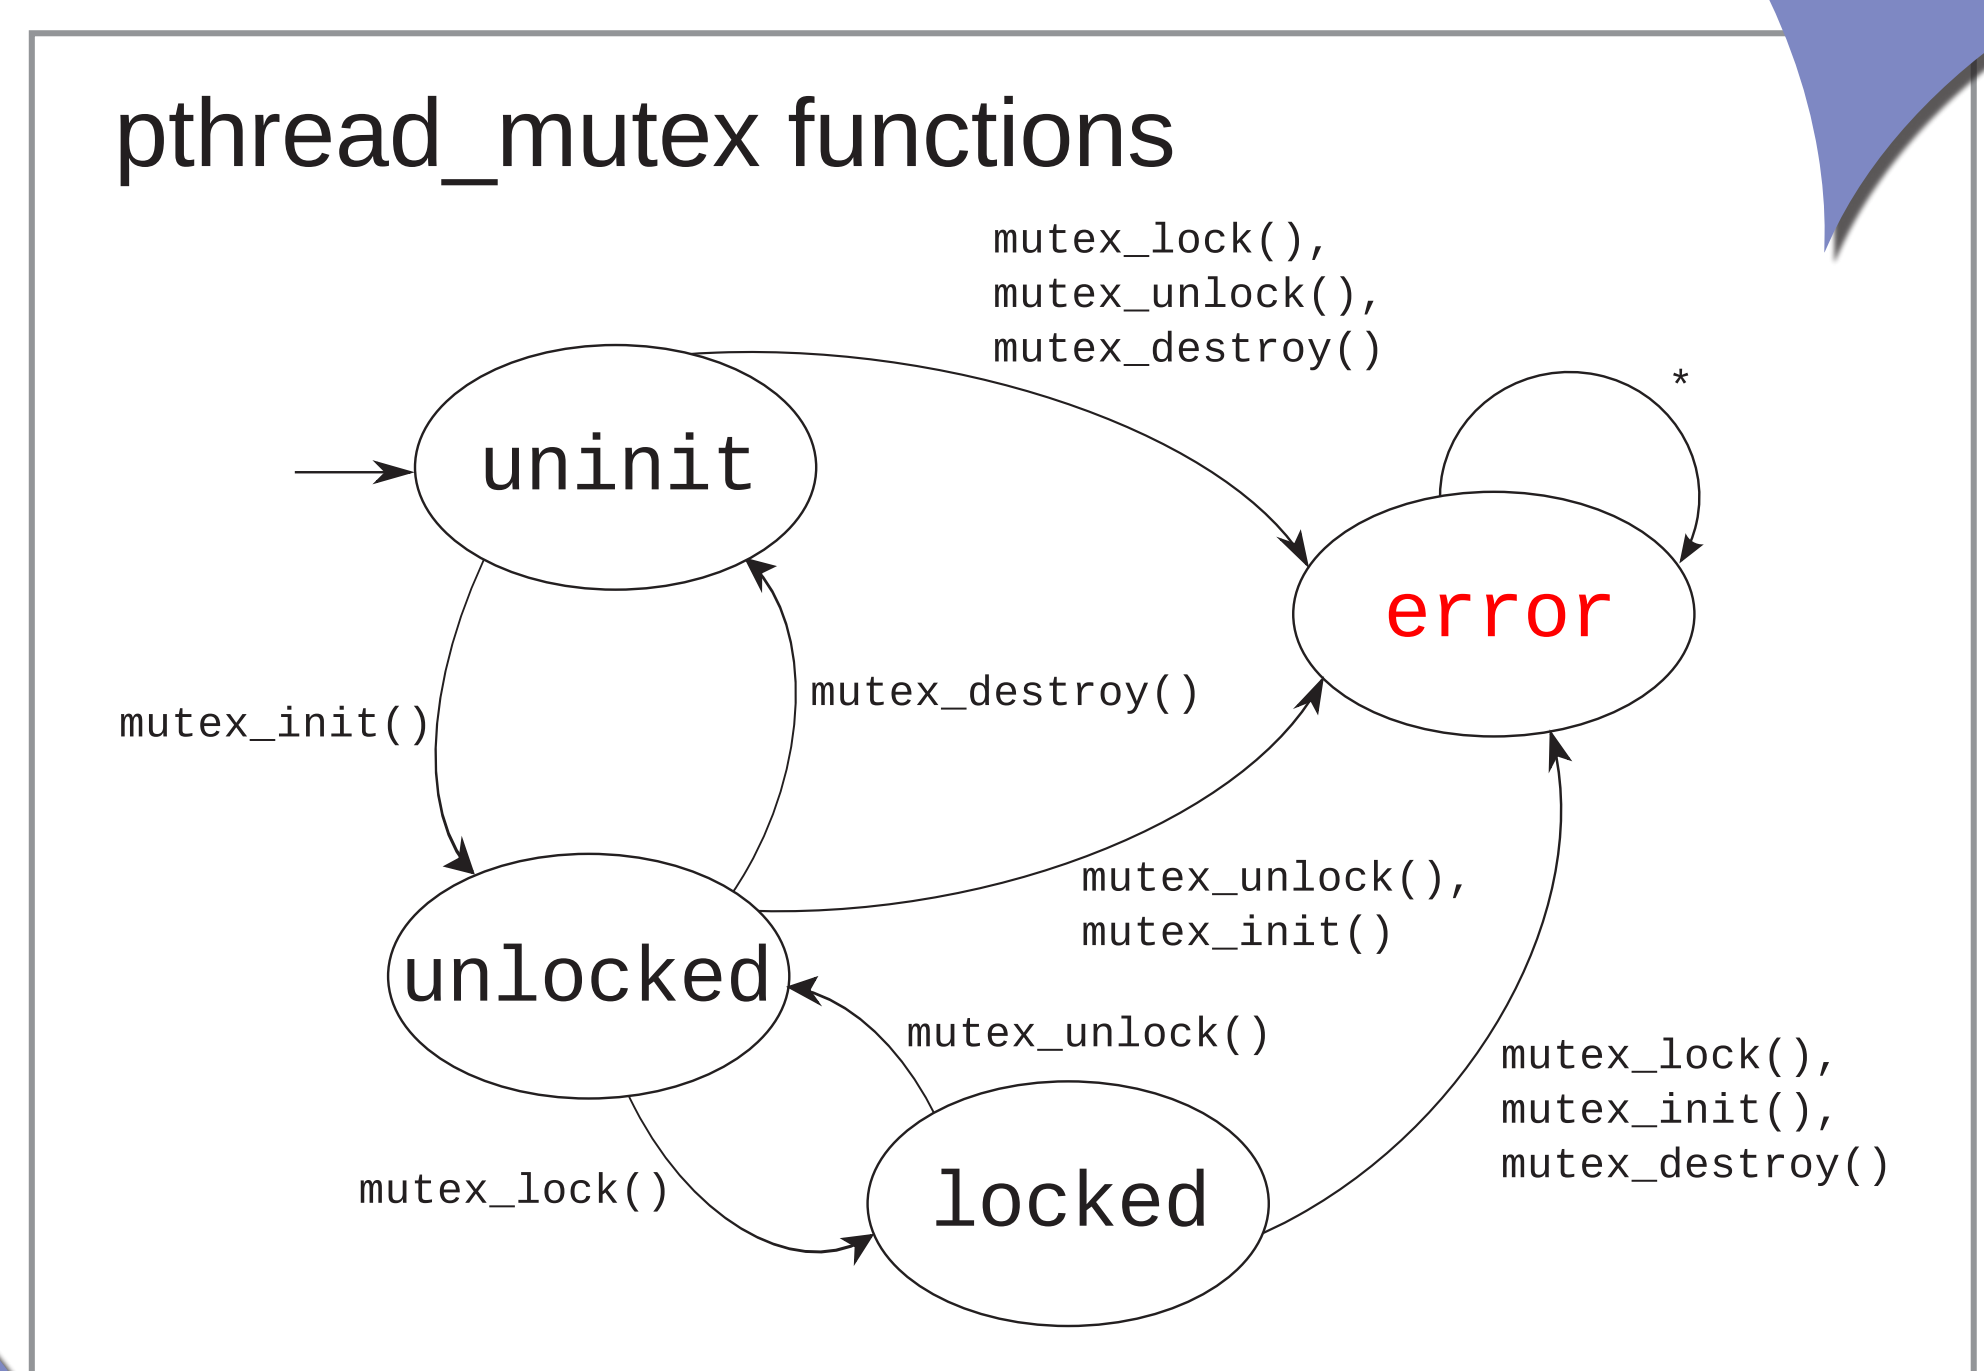 pthread_mutex functions
mutex_lock(),
mutex_unlock(),
mutex_destroy()
*
uninit
error
mutex_destroy()
mutex_init()
mutex_unlock(),
mutex_init()
unlocked
mutex_unlock()
mutex_lock(),
mutex_init(),
mutex_destroy()
mutex_lock()
locked